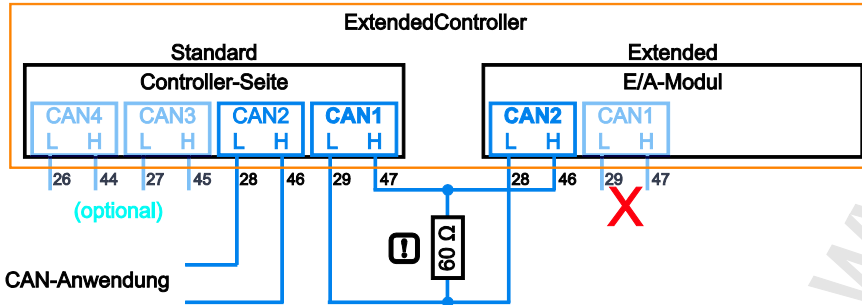 ExtendedController
Standard Extended
Controller-Seite E/A-Modul
CAN4 CAN3 CAN2 CAN1 CAN2 CAN1
L H L H L H L H L H L H
26 44 27 45 28 46 29 47 28 46 29 47
(optional) X
! 60 Ω
CAN-Anwendung